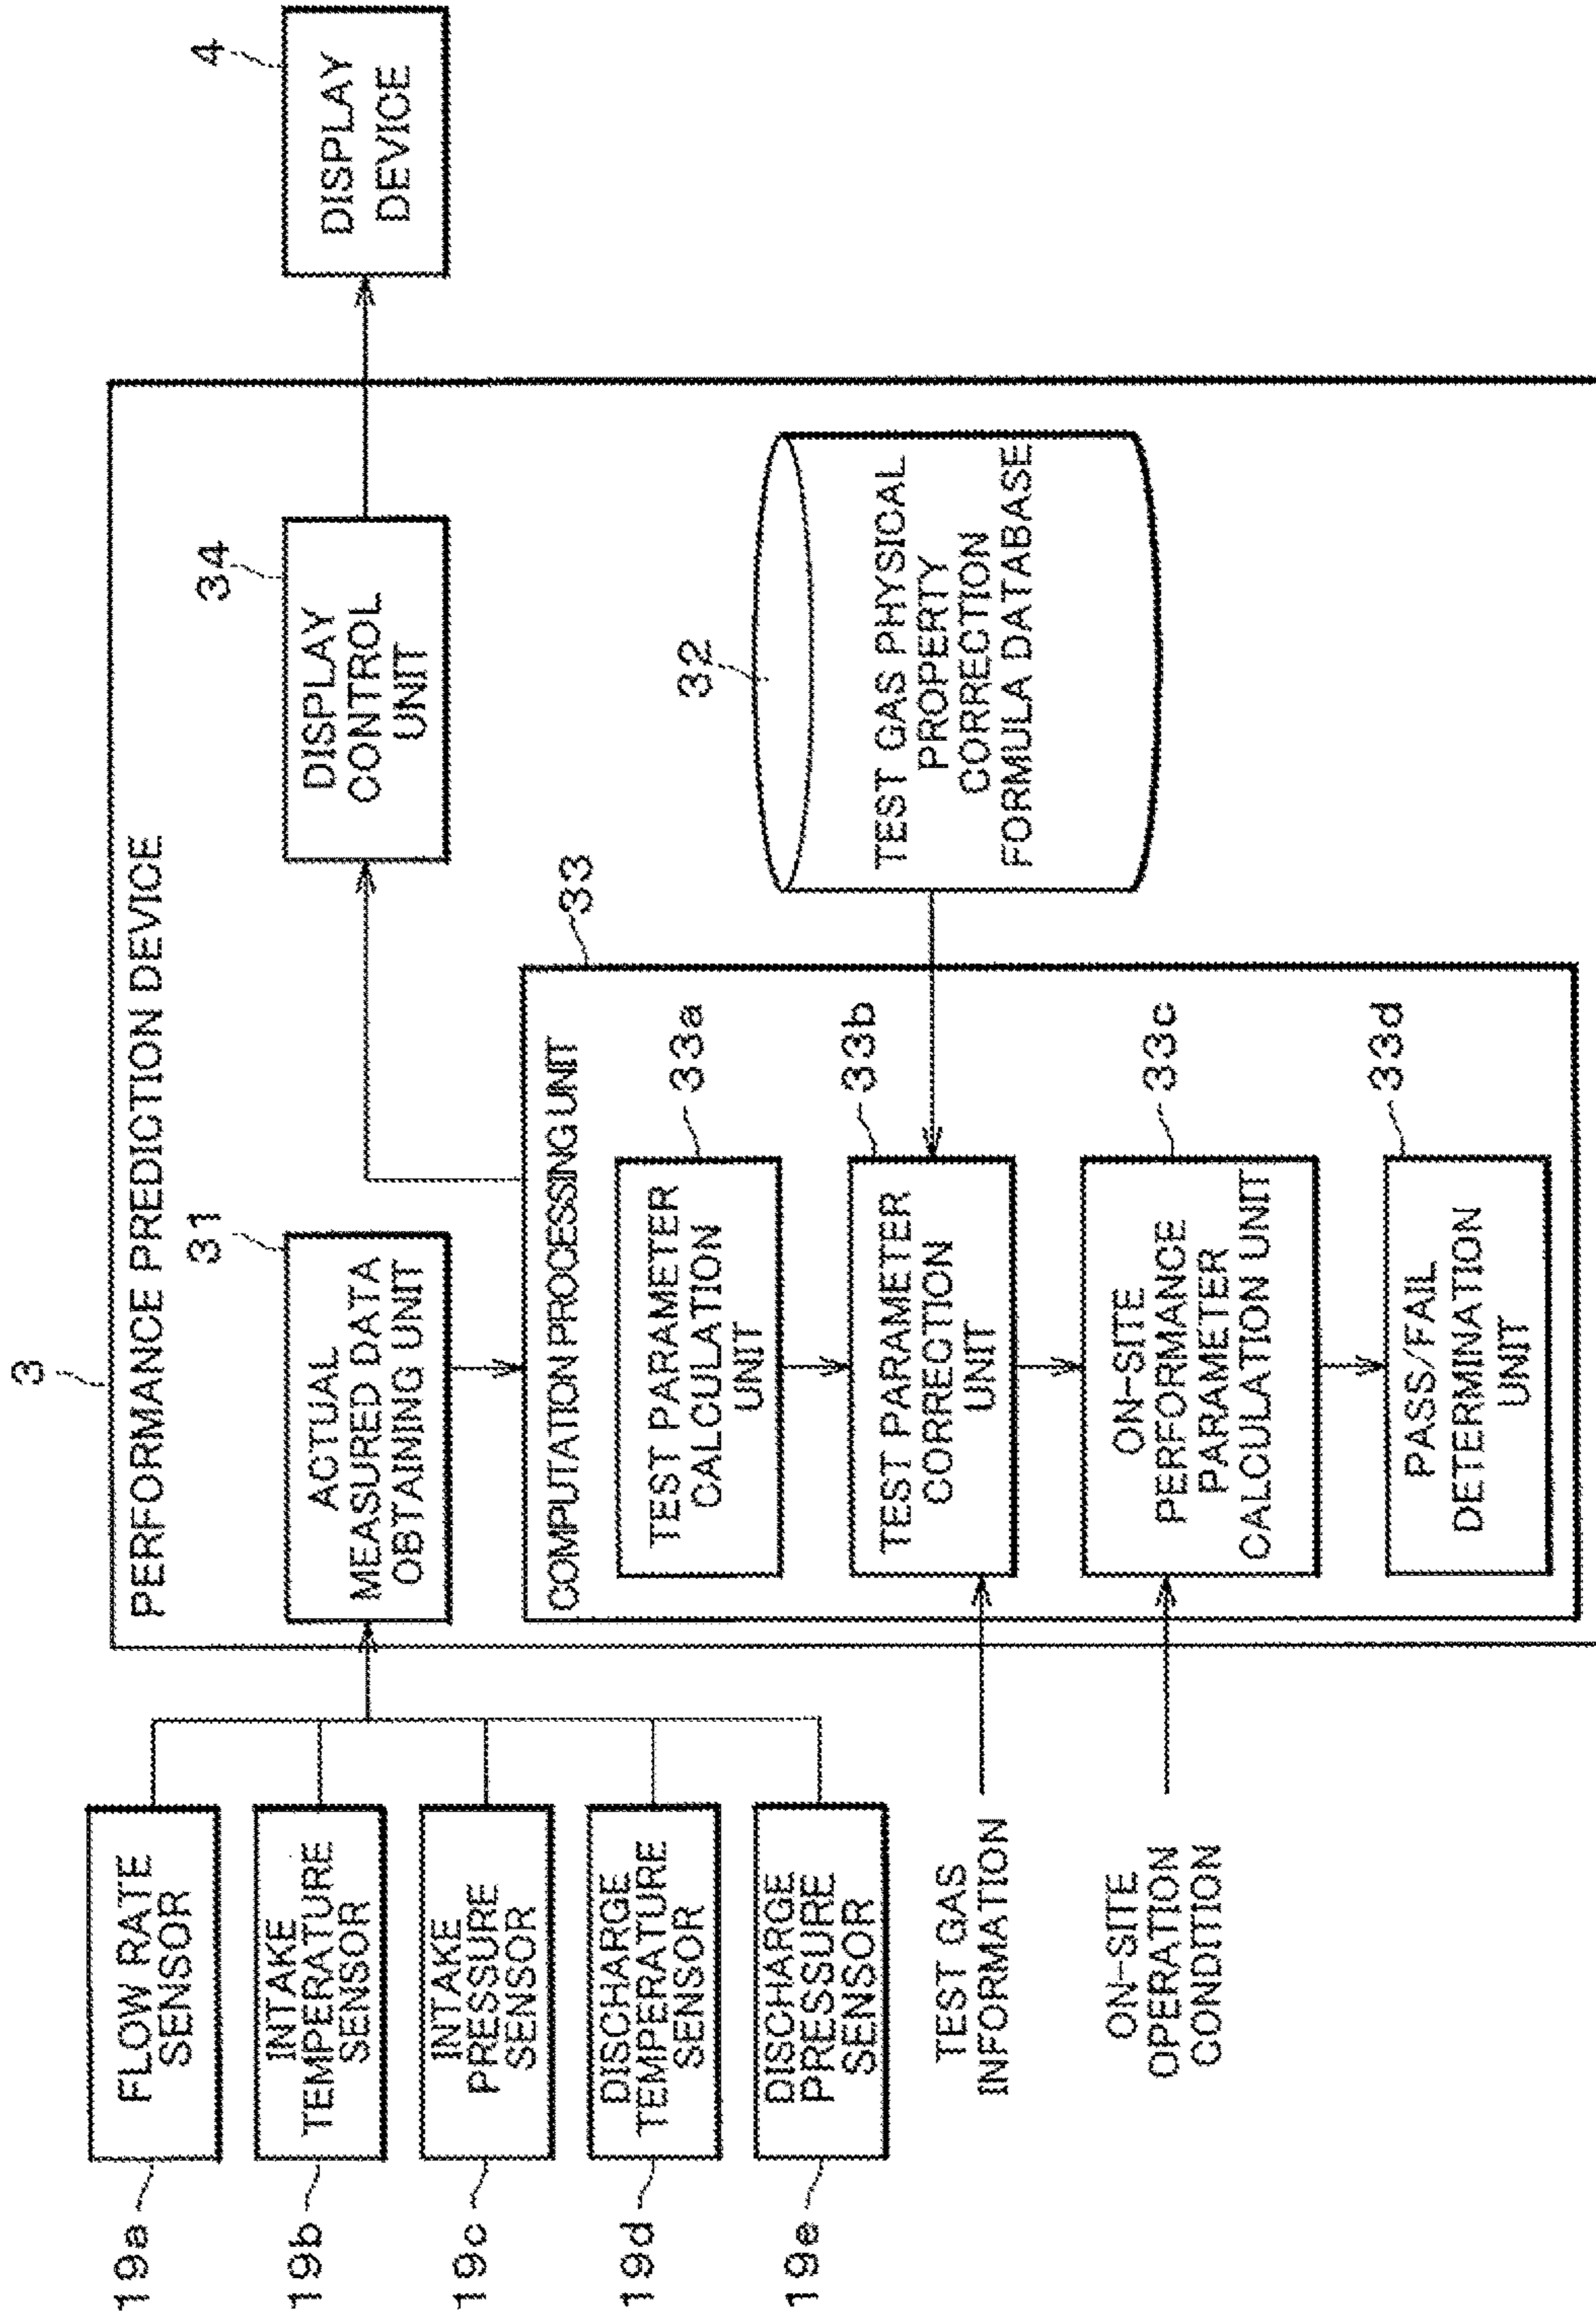 3
PERFORMANCE PREDICTION DEVICE
19a
FLOW RATE
SENSOR
19b
INTAKE
TEMPERATURE
SENSOR
19c
INTAKE
PRESSURE
SENSOR
19d
DISCHARGE
TEMPERATURE
SENSOR
19e
DISCHARGE
PRESSURE
SENSOR
TEST GAS
INFORMATION
ON-SITE
OPERATION
CONDITION
31
ACTUAL
MEASURED DATA
OBTAINING UNIT
34
DISPLAY
CONTROL
UNIT
4
DISPLAY
DEVICE
33
COMPUTATION PROCESSING UNIT
33a
TEST PARAMETER
CALCULATION
UNIT
33b
TEST PARAMETER
CORRECTION
UNIT
33c
ON-SITE
PERFORMANCE
PARAMETER
CALCULATION UNIT
33d
PASS/FAIL
DETERMINATION
UNIT
32
TEST GAS PHYSICAL
PROPERTY
CORRECTION
FORMULA DATABASE